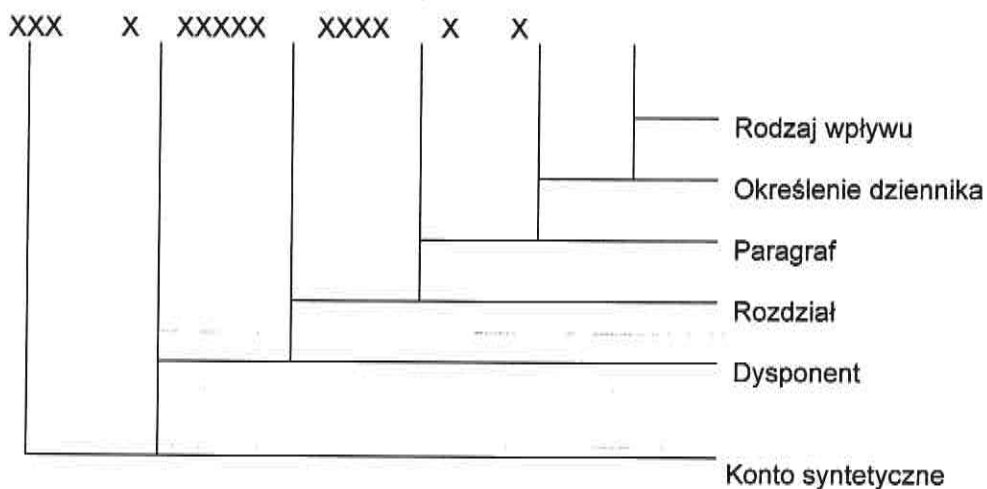 XXX X XXXXX XXXX X X
Rodzaj wpływu
Określenie dziennika
Paragraf
Rozdział
Dysponent
Konto syntetyczne